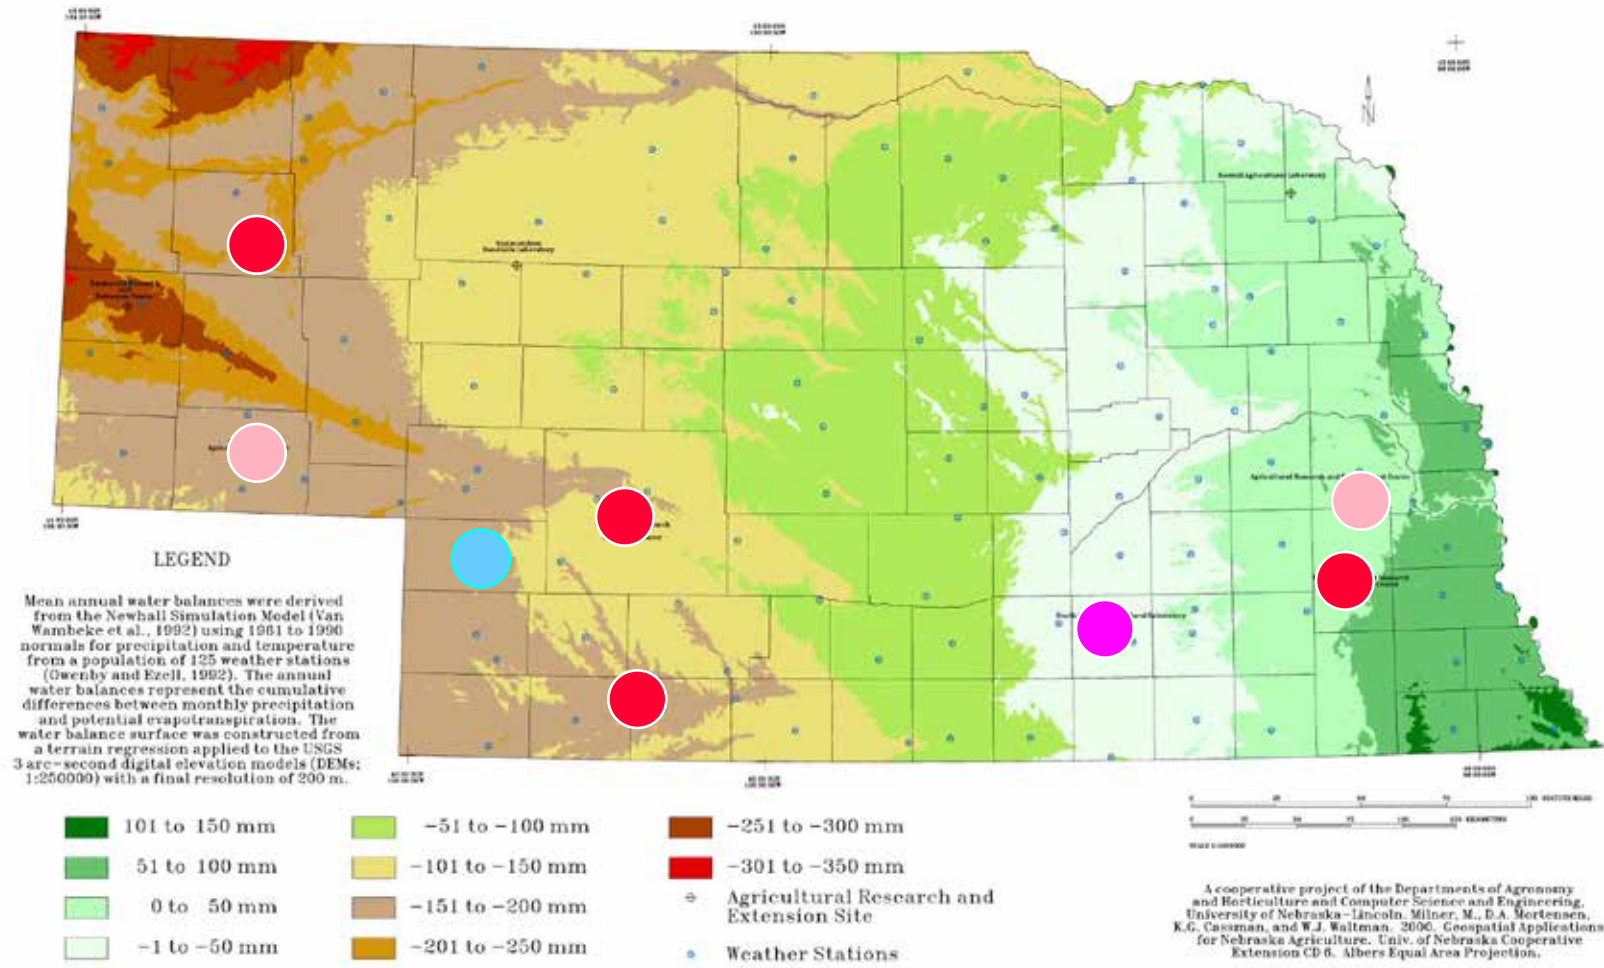 LEGEND
Mean annual water balances were derived
from the Newhall Simulation Model (Van
Wambeke et al., 1992) using 1961 to 1990
normals for precipitation and temperature
from a population of 125 weather stations
(Owenby and Ezell, 1992). The annual
water balances represent the cumulative
differences between monthly precipitation
and potential evapotranspiration. The
water balance surface was constructed from
a terrain regression applied to the USGS
3 arc-second digital elevation models (DEMs;
1:250000) with a final resolution of 200 m.
101 to 150 mm
51 to 100 mm
0 to 50 mm
-1 to -50 mm
-51 to -100 mm
-101 to -150 mm
-151 to -200 mm
-201 to -250 mm
-251 to -300 mm
-301 to -350 mm
Agricultural Research and
Extension Site
Weather Stations
N
A cooperative project of the Departments of Agronomy
and Horticulture and Computer Science and Engineering,
University of Nebraska-Lincoln. Milner, M., D.A. Mortensen,
K.G. Cassman, and W.J. Waltman. 2000. Geospatial Applications
for Nebraska Agriculture. Univ. of Nebraska Cooperative
Extension CD 6. Albers Equal Area Projection.